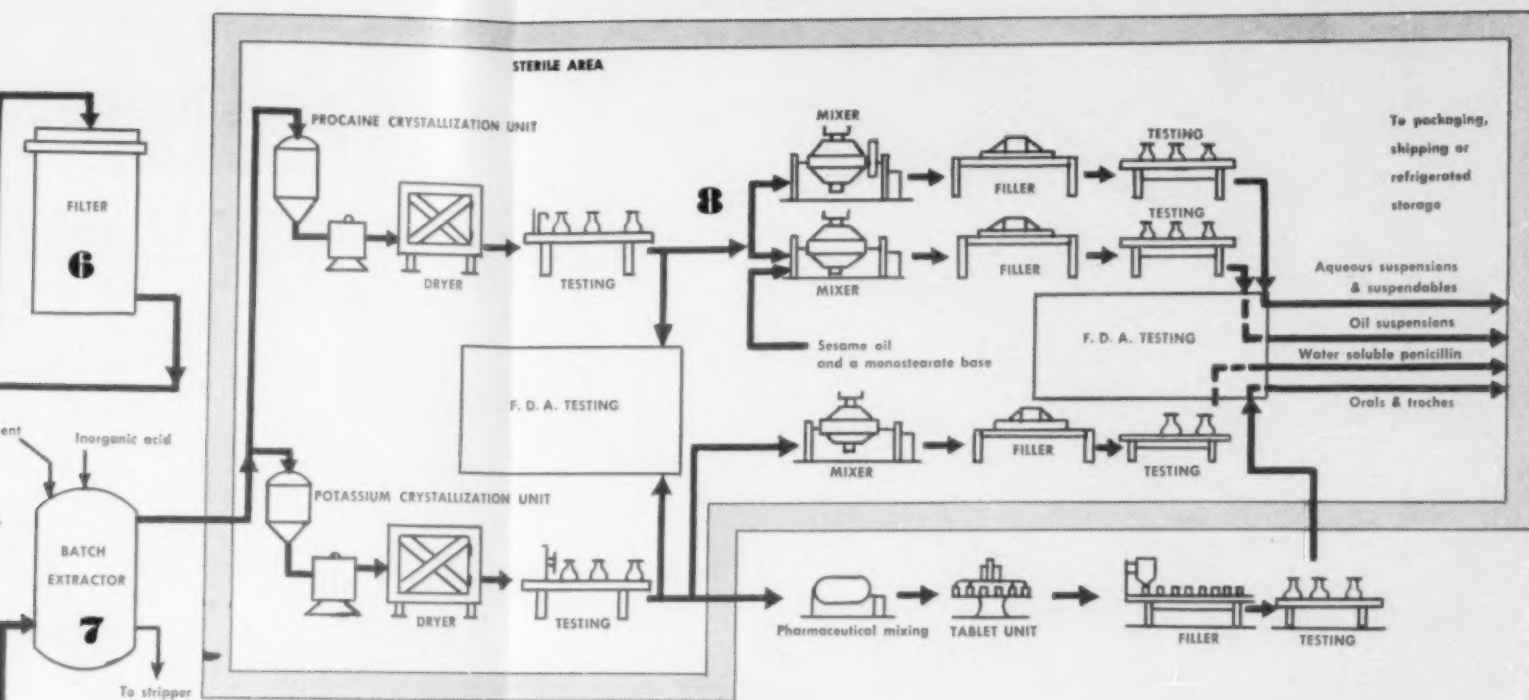 STERILE AREA
PROCAINE CRYSTALLIZATION UNIT
FILTER
6
DRYER
TESTING
8
MIXER
FILLER
TESTING
MIXER
FILLER
TESTING
To packaging,
shipping or
refrigerated
storage
Aqueous suspensions
& suspendables
Oil suspensions
Water soluble penicillin
Orals & troches
F. D. A. TESTING
Sesame oil
and a monostearate base
F. D. A. TESTING
MIXER
FILLER
TESTING
Inorganic acid
POTASSIUM CRYSTALLIZATION UNIT
BATCH
EXTRACTOR
7
DRYER
TESTING
Pharmaceutical mixing
TABLET UNIT
FILLER
TESTING
To stripper